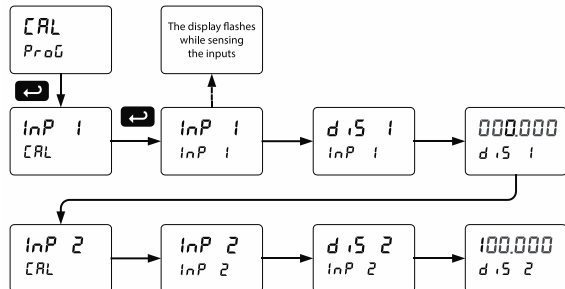 CAL
ProG
The display flashes
while sensing
the inputs
InP 1
CAL
InP 1
InP 1
diS 1
InP 1
000.000
diS 1
InP 2
CAL
InP 2
InP 2
diS 2
InP 2
100.000
diS 2